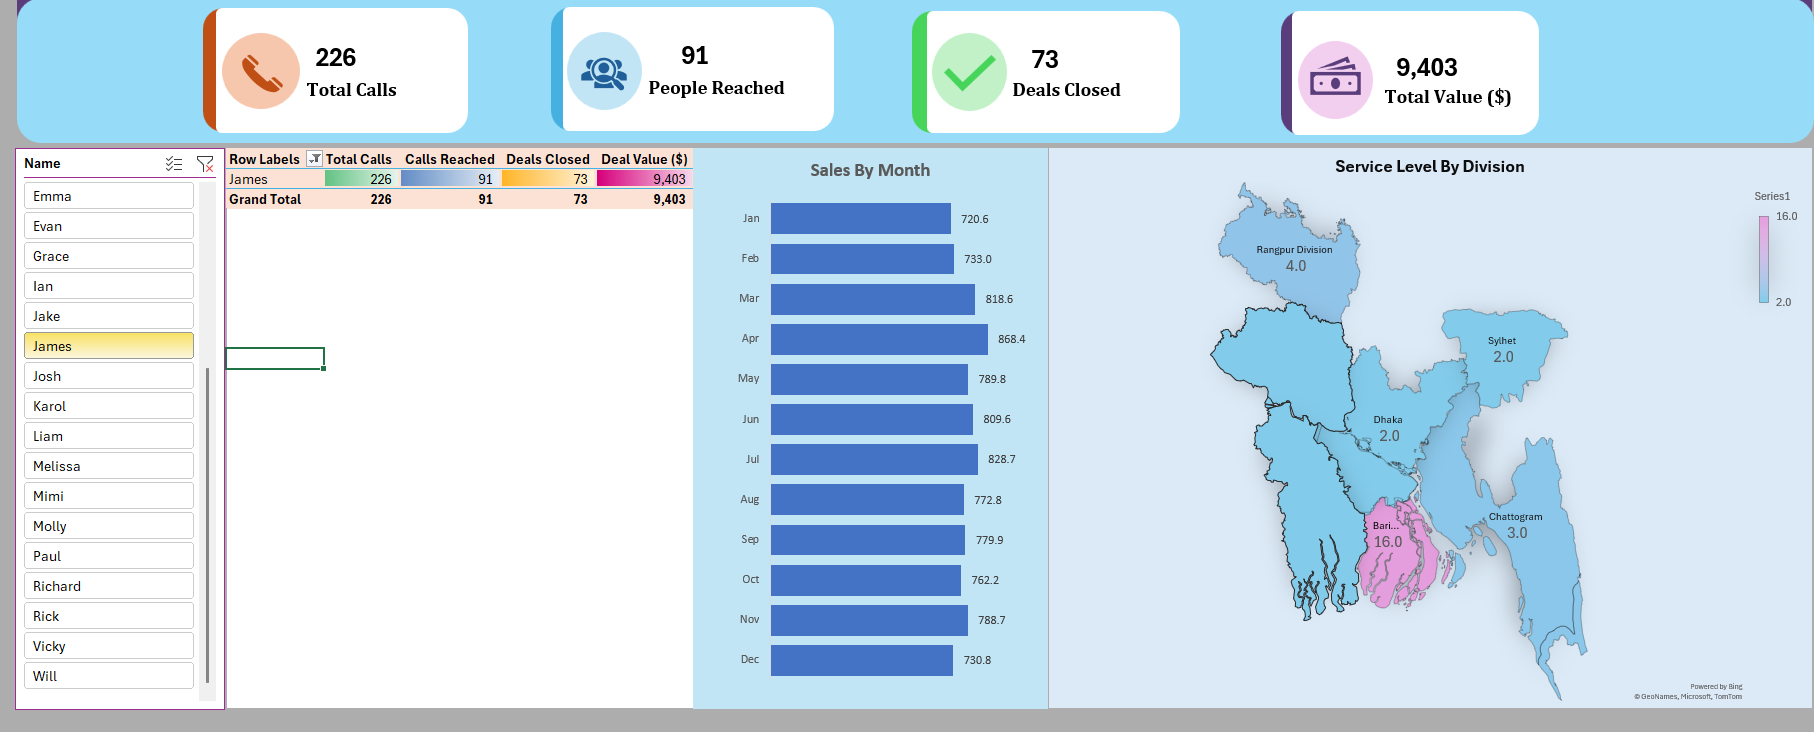 226
Total Calls
91
People Reached
73
Deals Closed
9,403
Total Value ($)
Name
Emma
Evan
Grace
Ian
Jake
James
Josh
Karol
Liam
Melissa
Mimi
Molly
Paul
Richard
Rick
Vicky
Will
Row Labels Total Calls Calls Reached Deals Closed Deal Value ($)
James 226 91 73 9,403
Grand Total 226 91 73 9,403
Sales By Month
Jan 720.6
Feb 733.0
Mar 818.6
Apr 868.4
May 789.8
Jun 809.6
Jul 828.7
Aug 772.8
Sep 779.9
Oct 762.2
Nov 788.7
Dec 730.8
Service Level By Division
Series1
16.0
2.0
Rangpur Division
4.0
Sylhet
2.0
Dhaka
2.0
Bari...
16.0
Chattogram
3.0
Powered by Bing
© GeoNames, Microsoft, TomTom